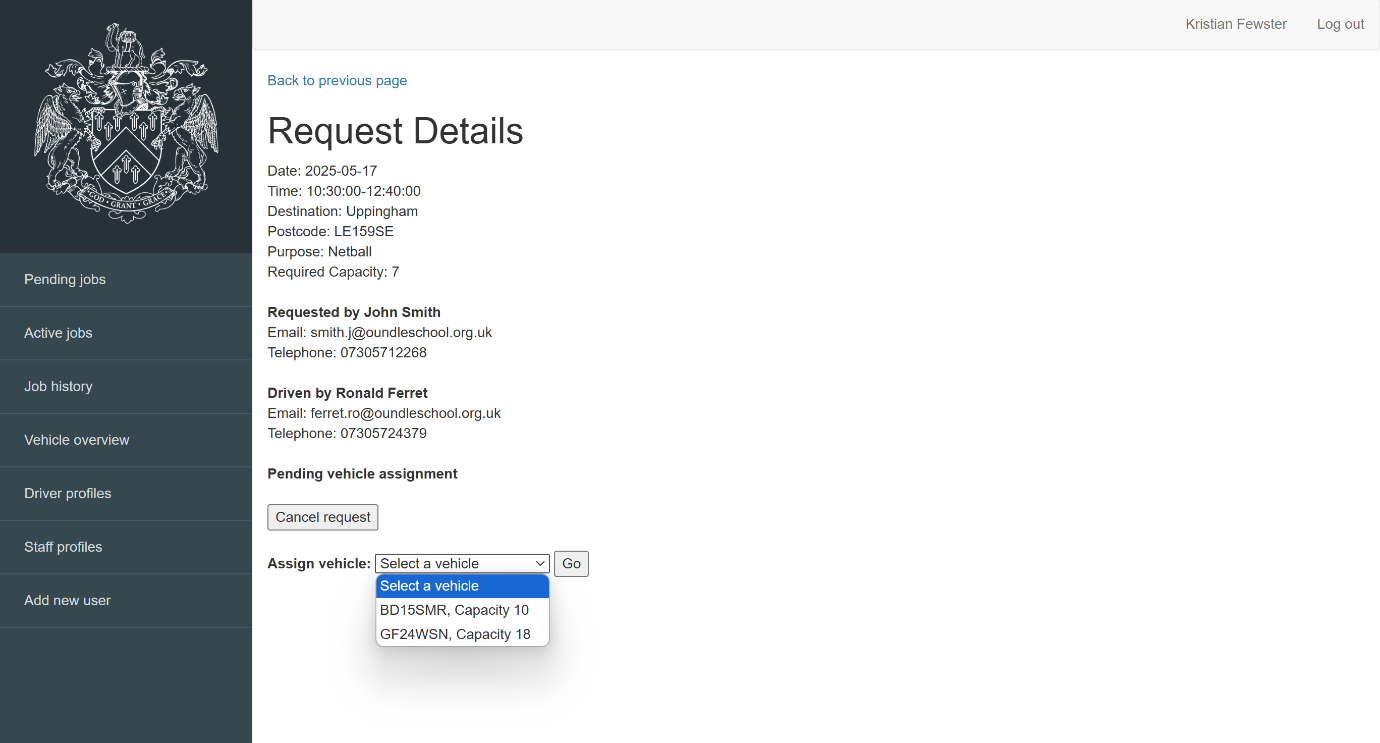 GOD · GRANT · GRACE
Kristian Fewster
Log out
Back to previous page
Request Details
Date: 2025-05-17
Time: 10:30:00-12:40:00
Destination: Uppingham
Postcode: LE159SE
Purpose: Netball
Required Capacity: 7
Requested by John Smith
Email: smith.j@oundleschool.org.uk
Telephone: 07305712268
Driven by Ronald Ferret
Email: ferret.ro@oundleschool.org.uk
Telephone: 07305724379
Pending vehicle assignment
Cancel request
Assign vehicle: Select a vehicle Go
Select a vehicle
BD15SMR, Capacity 10
GF24WSN, Capacity 18
Pending jobs
Active jobs
Job history
Vehicle overview
Driver profiles
Staff profiles
Add new user